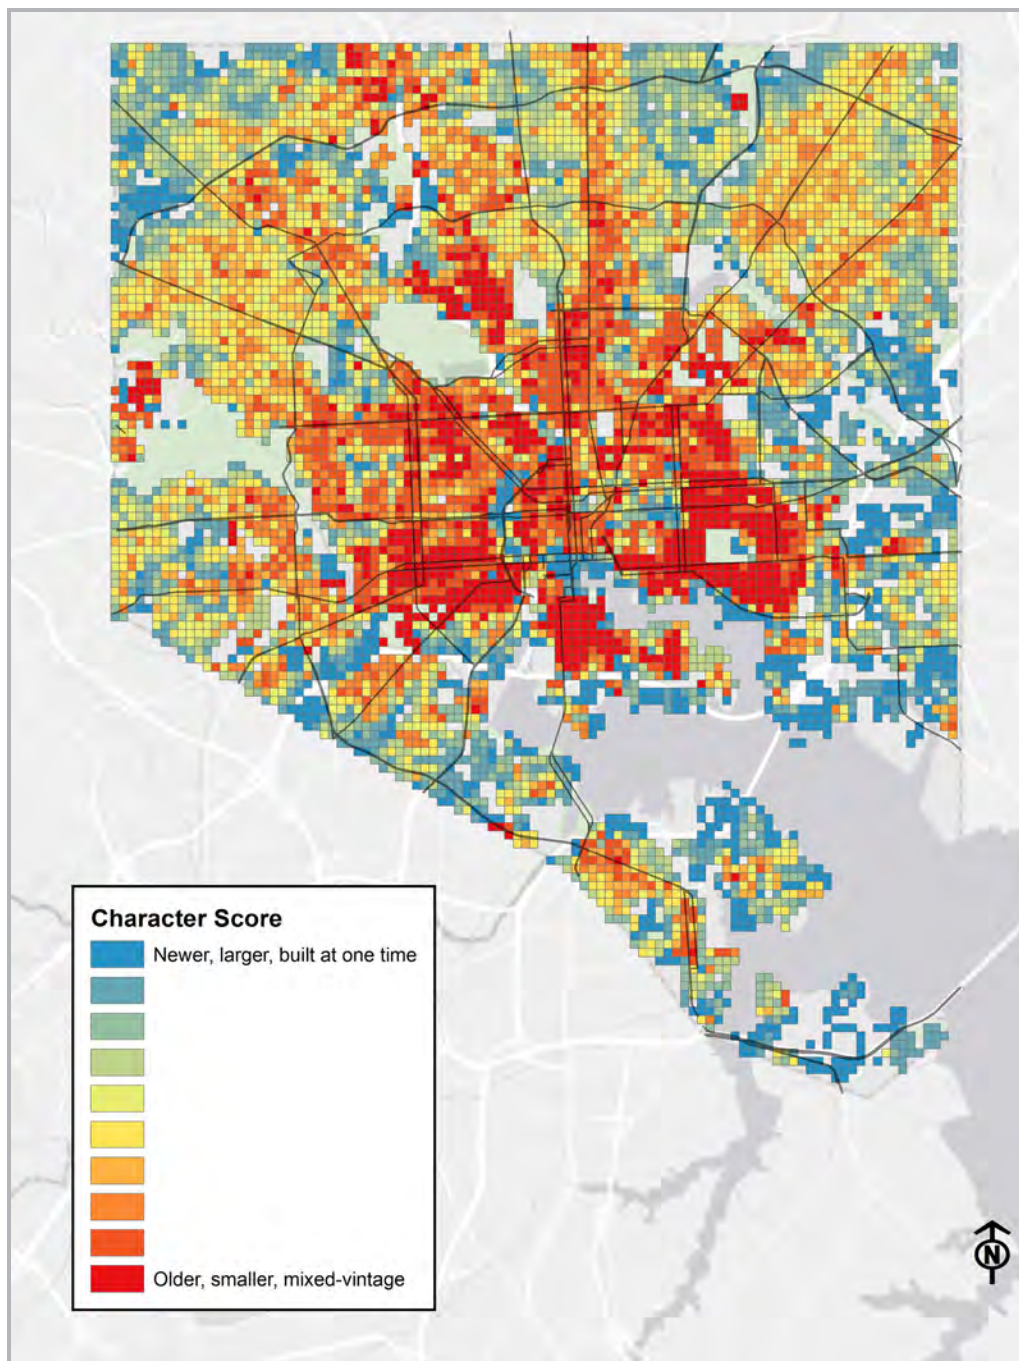 Character Score
Newer, larger, built at one time
Older, smaller, mixed-vintage
N